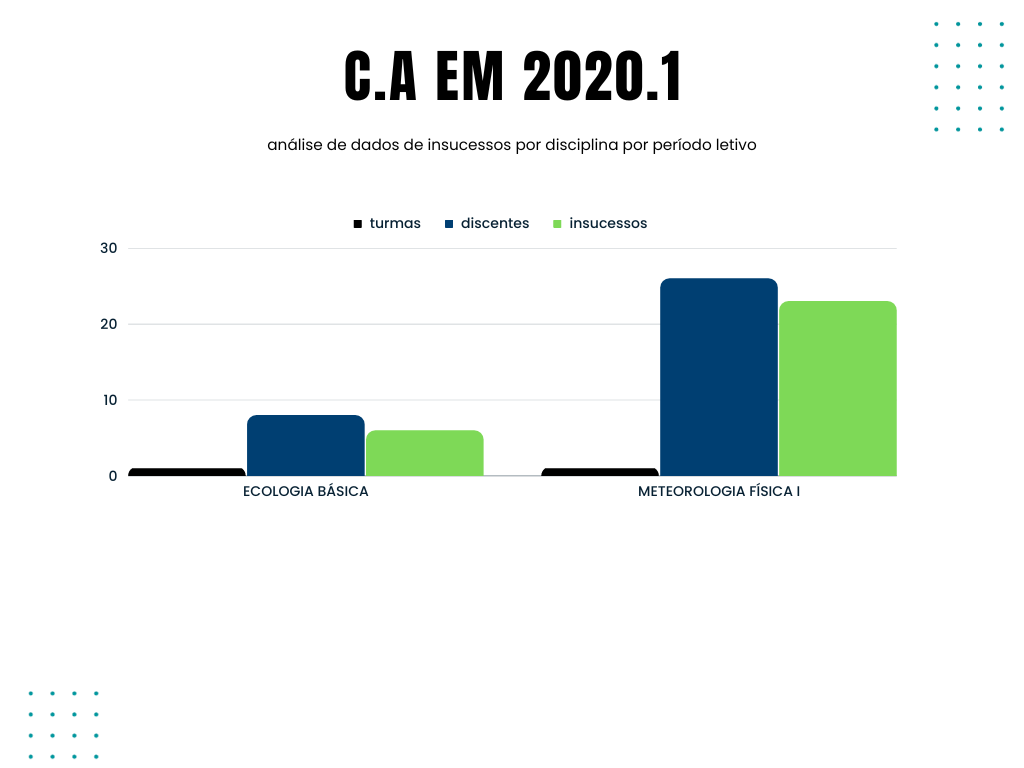 C.A EM 2020.1
análise de dados de insucessos por disciplina por período letivo
turmas discentes insucessos
30
20
10
0
ECOLOGIA BÁSICA METEOROLOGIA FÍSICA I